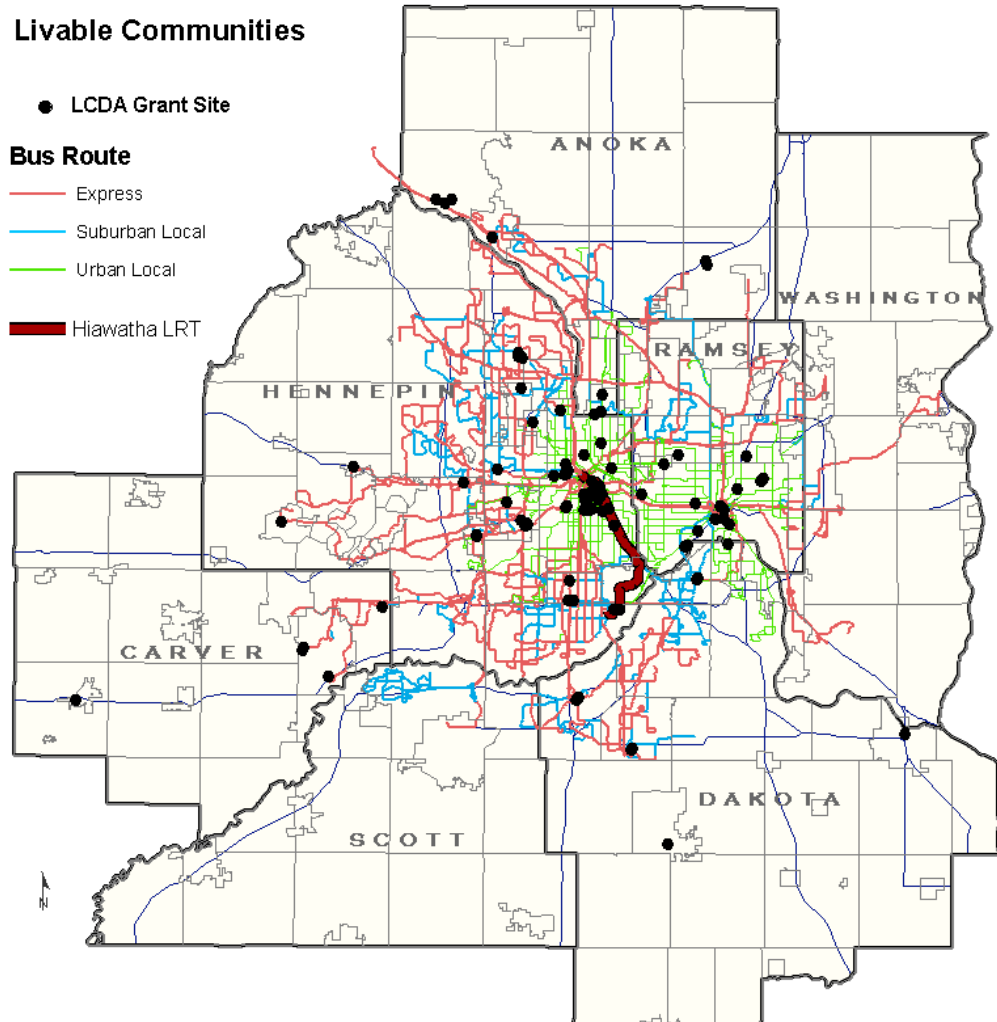 Livable Communities
LCDA Grant Site
Bus Route
Express
Suburban Local
Urban Local
Hiawatha LRT
ANOKA
WASHINGTON
RAMSEY
HENNEPIN
CARVER
DAKOTA
SCOTT
N